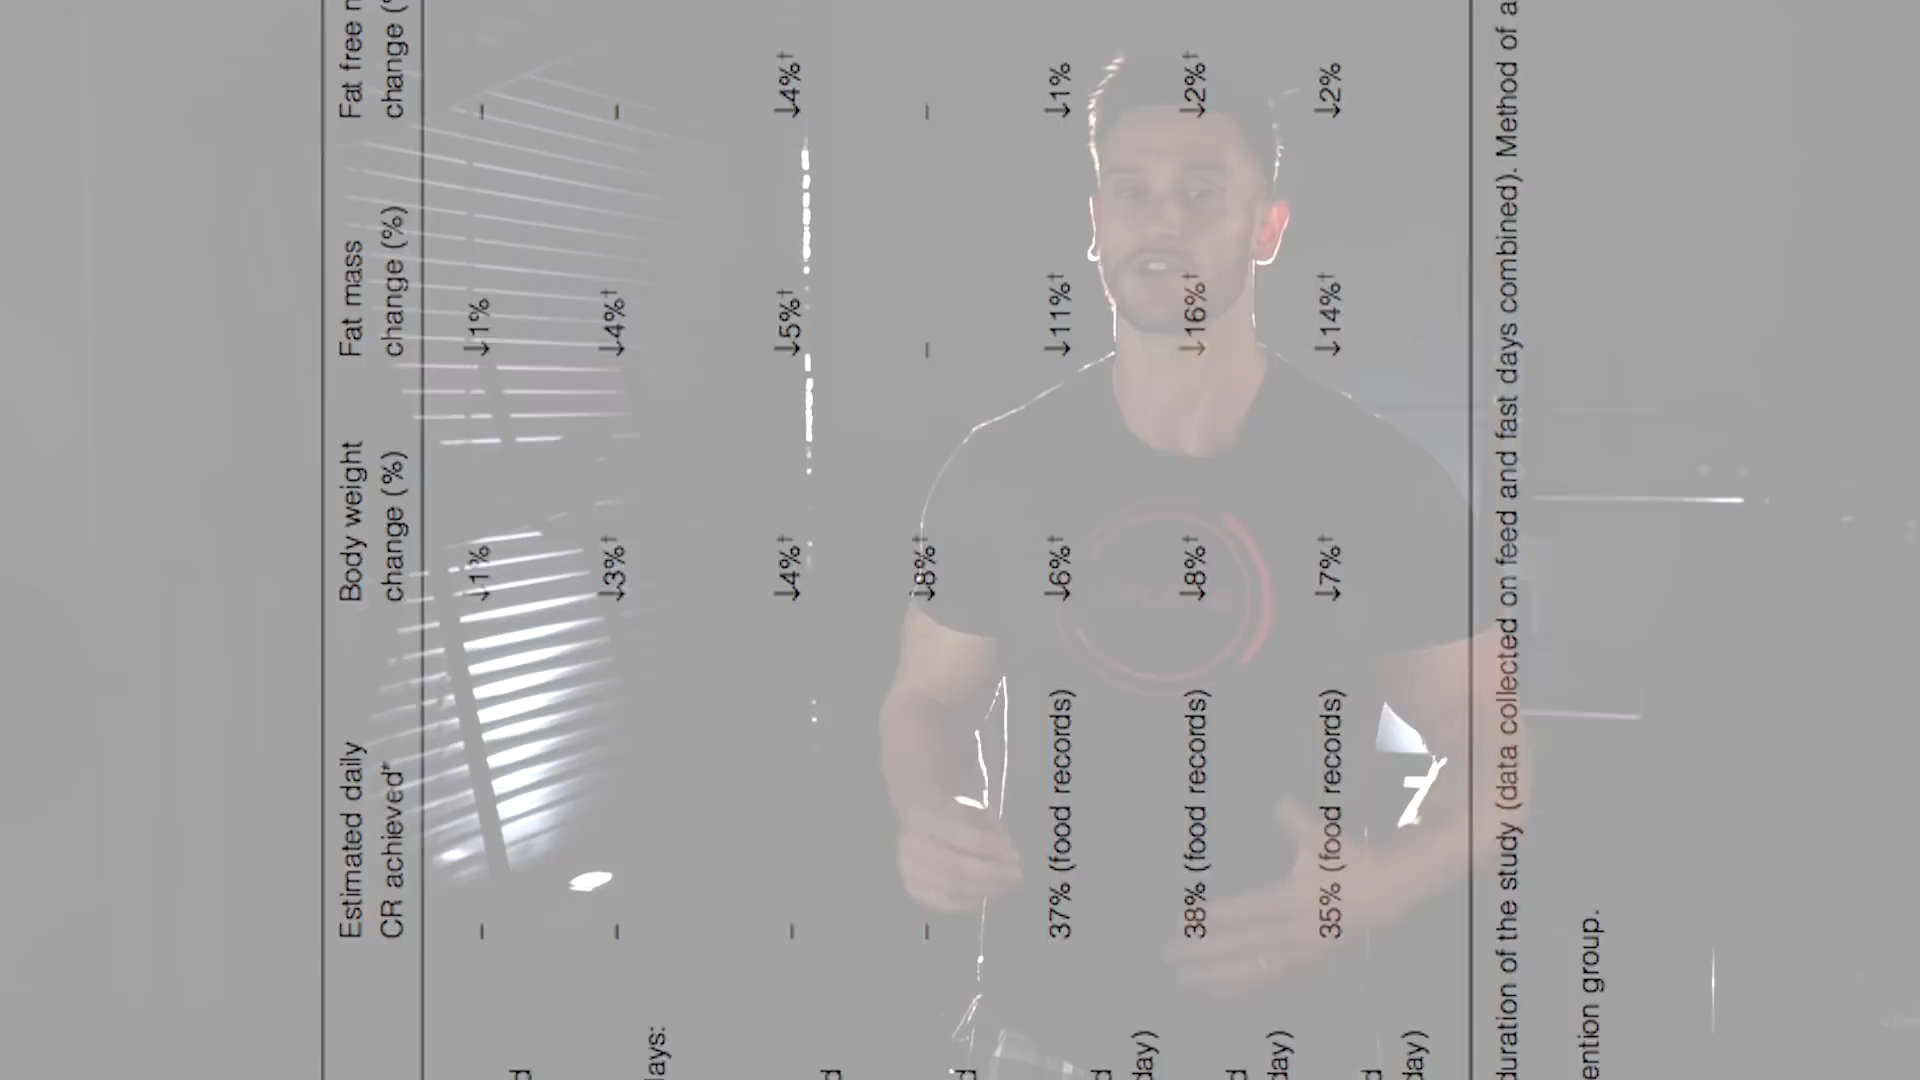 Estimated daily Body weight Fat mass Fat free
CR achieved* change (%) change (%) change (
– ↓1% ↓1% –
– ↓3%† ↓4%† –
ays:
– ↓4%† ↓5%† ↓4%†
– ↓8%† – –
37% (food records) ↓6%† ↓11%† ↓1%
day)
38% (food records) ↓8%† ↓16%† ↓2%†
day)
35% (food records) ↓7%† ↓14%† ↓2%
day)
duration of the study (data collected on feed and fast days combined). Method of a
ention group.